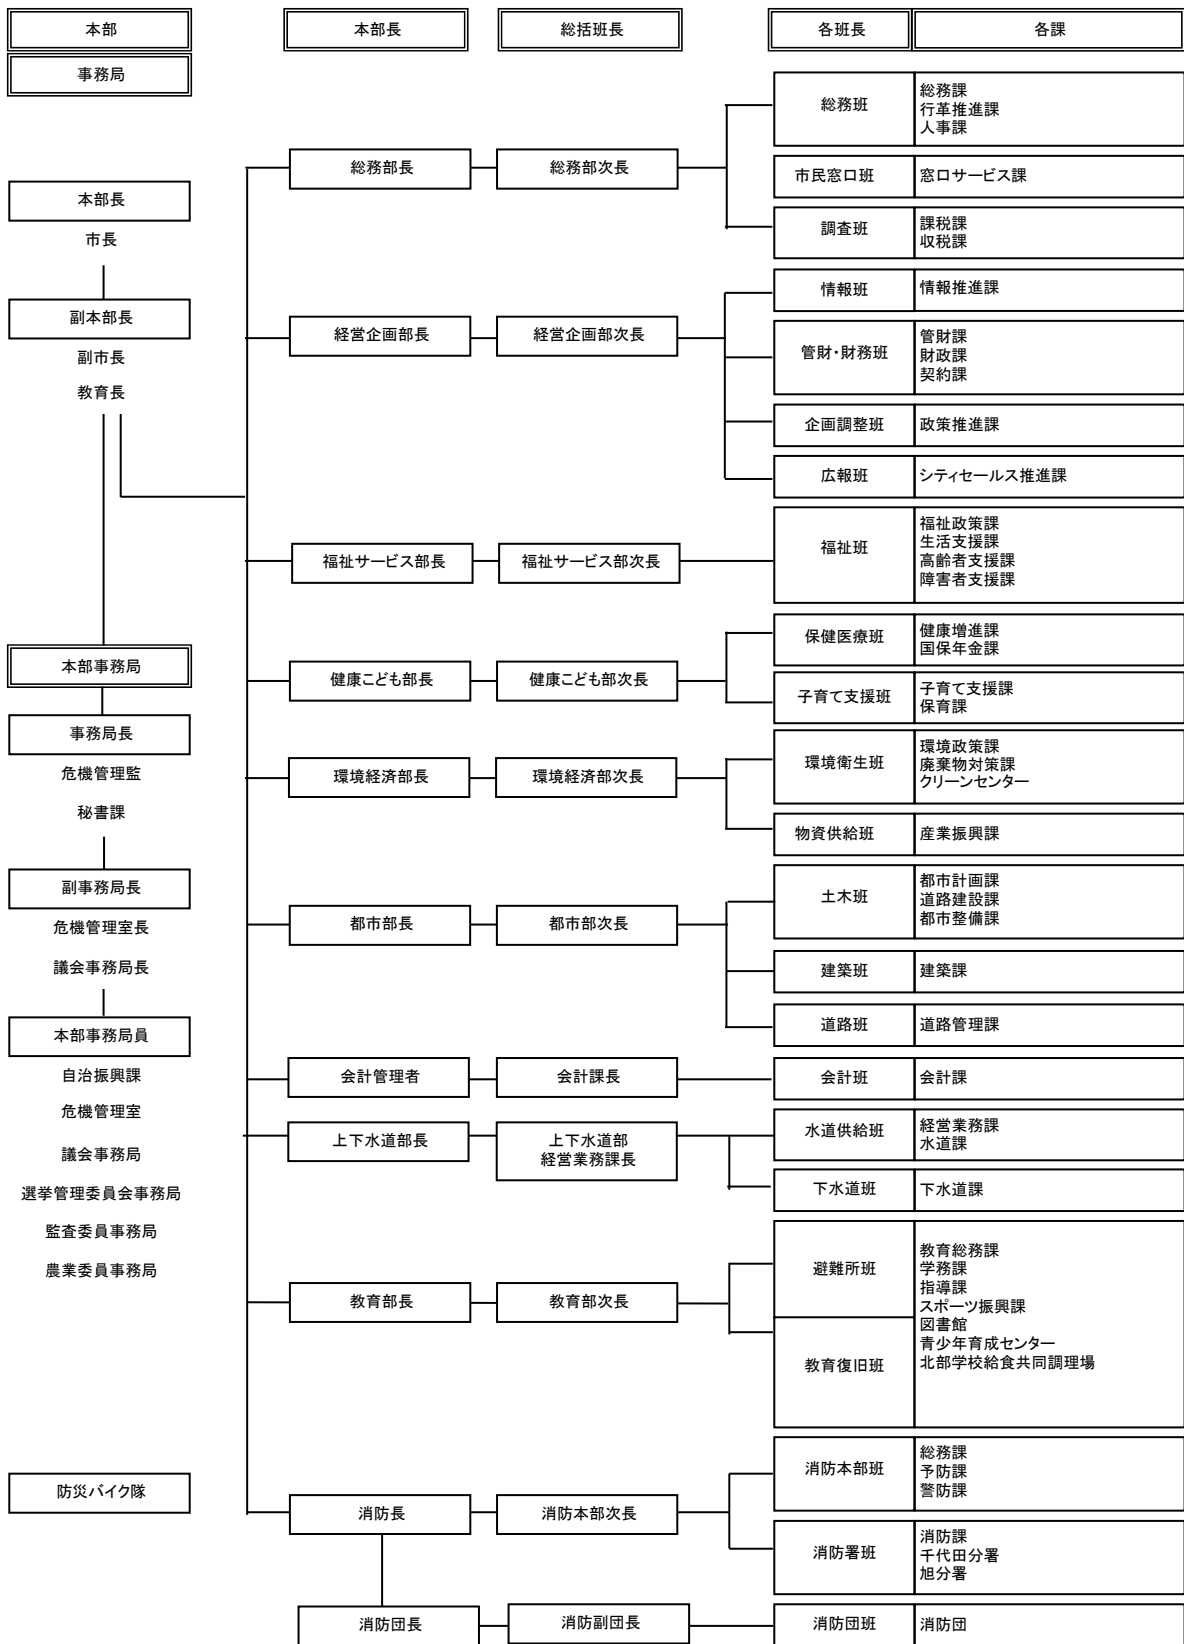 本部
事務局
本部長
市長
副本部長
副市長
教育長
本部事務局
事務局長
危機管理監
秘書課
副事務局長
危機管理室長
議会事務局長
本部事務局員
自治振興課
危機管理室
議会事務局
選挙管理委員会事務局
監査委員事務局
農業委員事務局
防災バイク隊
本部長
総括班長
各班長
各課
総務部長
総務部次長
総務班
総務課
行革推進課
人事課
市民窓口班
窓口サービス課
調査班
課税課
収税課
経営企画部長
経営企画部次長
情報班
情報推進課
管財・財務班
管財課
財政課
契約課
企画調整班
政策推進課
広報班
シティセールス推進課
福祉サービス部長
福祉サービス部次長
福祉班
福祉政策課
生活支援課
高齢者支援課
障害者支援課
健康こども部長
健康こども部次長
保健医療班
健康増進課
国保年金課
子育て支援班
子育て支援課
保育課
環境経済部長
環境経済部次長
環境衛生班
環境政策課
廃棄物対策課
クリーンセンター
物資供給班
産業振興課
都市部長
都市部次長
土木班
都市計画課
道路建設課
都市整備課
建築班
建築課
道路班
道路管理課
会計管理者
会計課長
会計班
会計課
上下水道部長
上下水道部
経営業務課長
水道供給班
経営業務課
水道課
下水道班
下水道課
教育部長
教育部次長
避難所班
教育復旧班
教育総務課
学務課
指導課
スポーツ振興課
図書館
青少年育成センター
北部学校給食共同調理場
消防長
消防本部次長
消防本部班
総務課
予防課
警防課
消防署班
消防課
千代田分署
旭分署
消防団長
消防副団長
消防団班
消防団